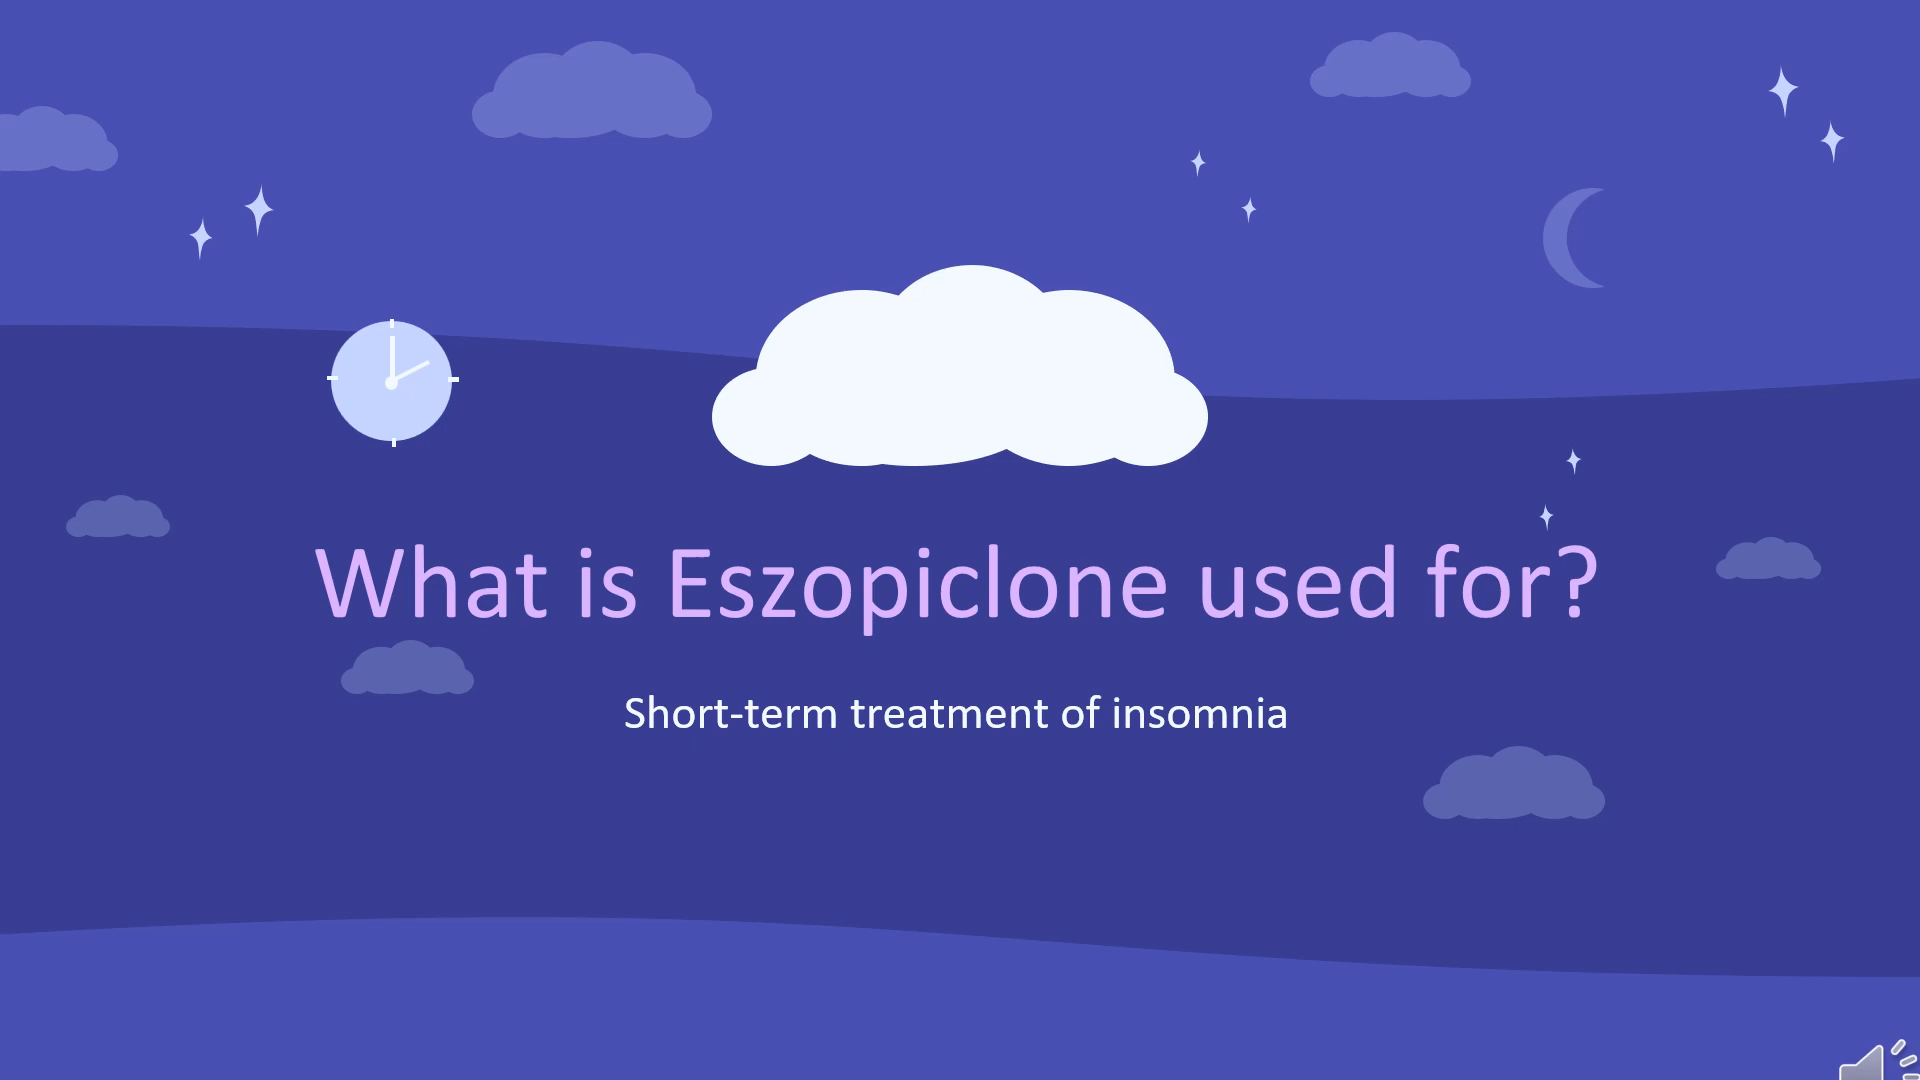 What is Eszopiclone used for?
Short-term treatment of insomnia